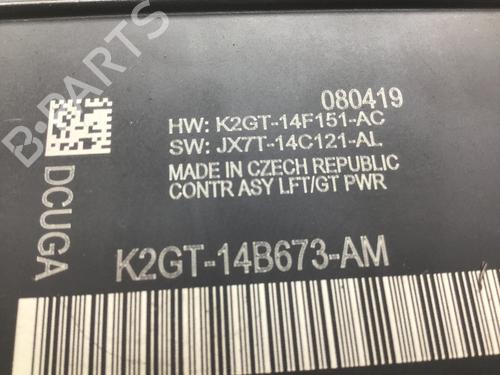 080419
HW: K2GT-14F151-AC
SW: JX7T-14C121-AL
MADE IN CZECH REPUBLIC
CONTR ASY LFT/GT PWR
DCUGA
K2GT-14B673-AM
B-PARTS